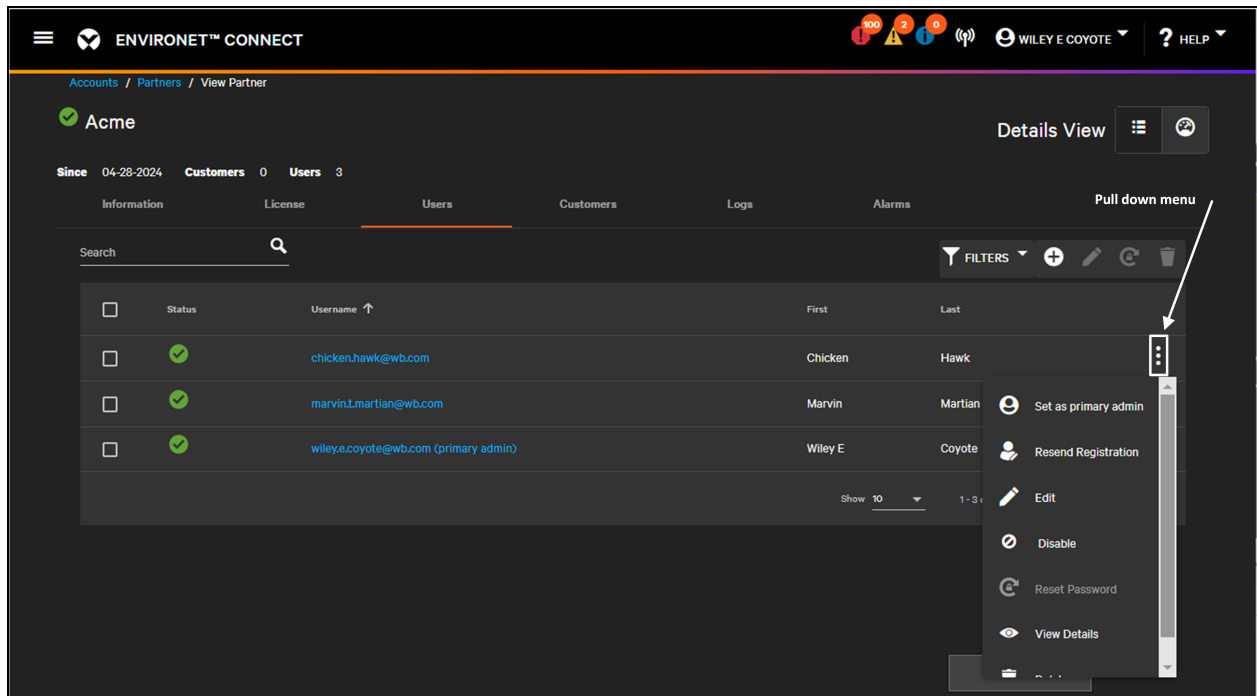 ENVIRONET™ CONNECT
100
2
0
WILEY E COYOTE
? HELP
Accounts / Partners / View Partner
Acme
Details View
Since 04-28-2024 Customers 0 Users 3
Pull down menu
Information License Users Customers Logs Alarms
Search
FILTERS
Status Username First Last
chicken.hawk@wb.com Chicken Hawk
marvin.t.martian@wb.com Marvin Martian
wiley.e.coyote@wb.com (primary admin) Wiley E Coyote
Show 10 1 - 3
Set as primary admin
Resend Registration
Edit
Disable
Reset Password
View Details